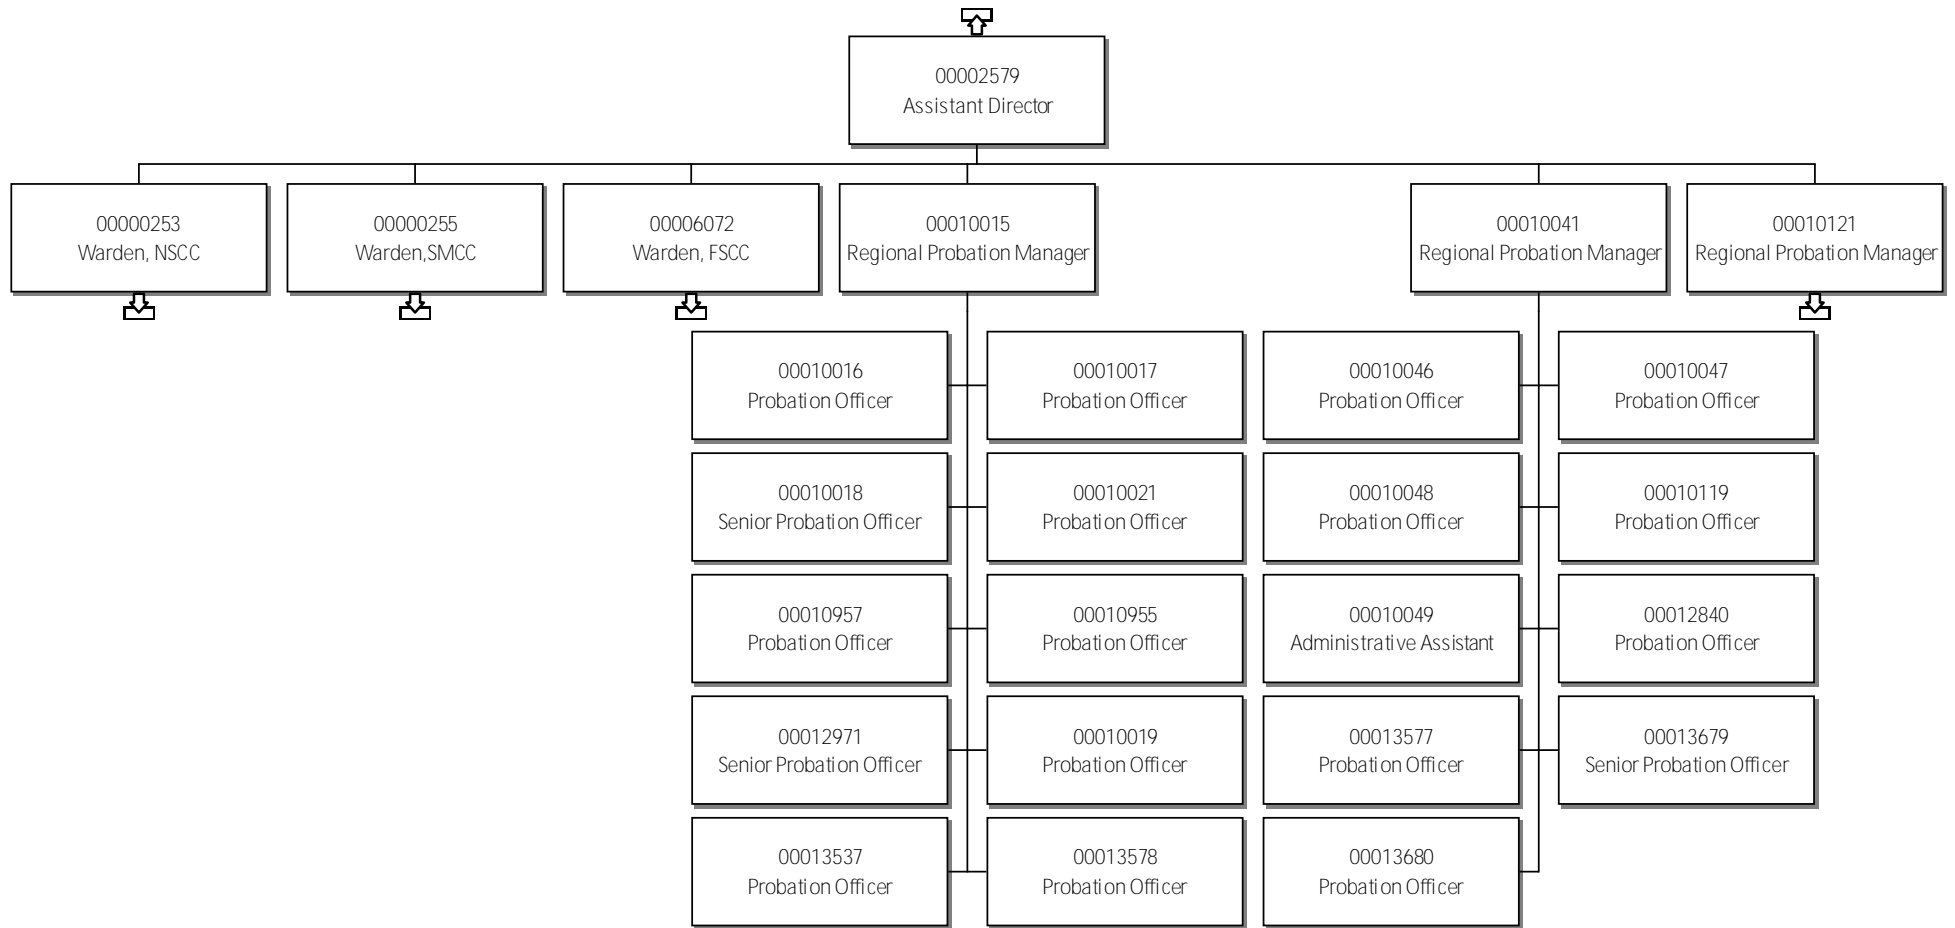 00002579
Assistant Director
00000253
Warden, NSCC
00000255
Warden,SMCC
00006072
Warden, FSCC
00010015
Regional Probation Manager
00010041
Regional Probation Manager
00010121
Regional Probation Manager
00010016
Probation Officer
00010017
Probation Officer
00010046
Probation Officer
00010047
Probation Officer
00010018
Senior Probation Officer
00010021
Probation Officer
00010048
Probation Officer
00010119
Probation Officer
00010957
Probation Officer
00010955
Probation Officer
00010049
Administrative Assistant
00012840
Probation Officer
00012971
Senior Probation Officer
00010019
Probation Officer
00013577
Probation Officer
00013679
Senior Probation Officer
00013537
Probation Officer
00013578
Probation Officer
00013680
Probation Officer